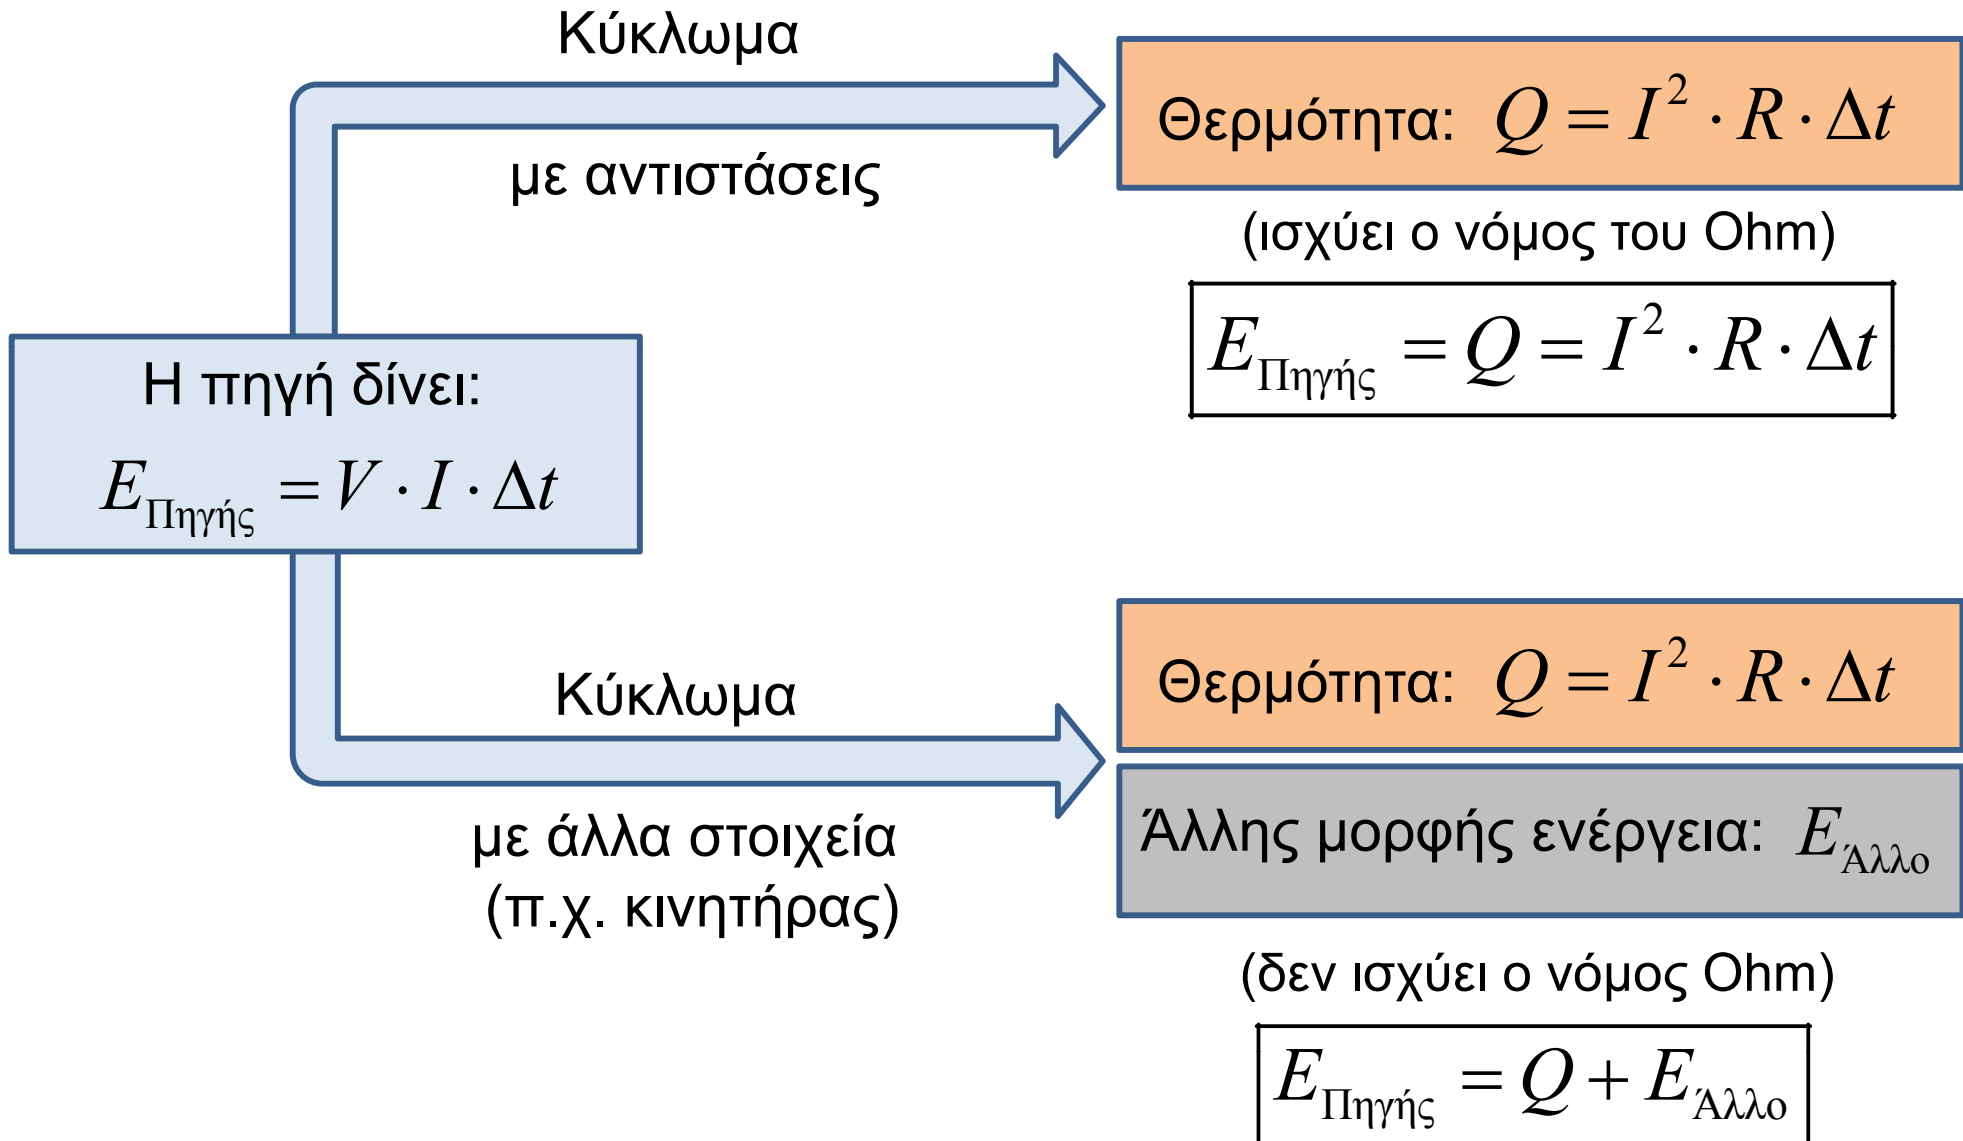 Κύκλωμα
με αντιστάσεις
Θερμότητα: Q = I² · R · Δt
(ισχύει ο νόμος του Ohm)
E_Πηγής = Q = I² · R · Δt
Η πηγή δίνει:
E_Πηγής = V · I · Δt
Κύκλωμα
με άλλα στοιχεία
(π.χ. κινητήρας)
Θερμότητα: Q = I² · R · Δt
Άλλης μορφής ενέργεια: E_Άλλο
(δεν ισχύει ο νόμος Ohm)
E_Πηγής = Q + E_Άλλο